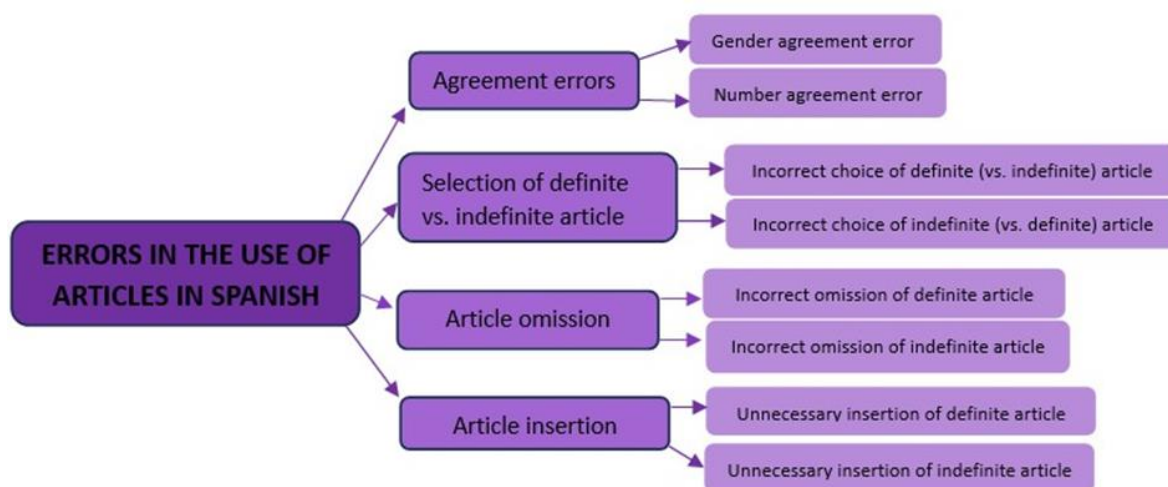 ERRORS IN THE USE OF
ARTICLES IN SPANISH
Agreement errors
Gender agreement error
Number agreement error
Selection of definite
vs. indefinite article
Incorrect choice of definite (vs. indefinite) article
Incorrect choice of indefinite (vs. definite) article
Article omission
Incorrect omission of definite article
Incorrect omission of indefinite article
Article insertion
Unnecessary insertion of definite article
Unnecessary insertion of indefinite article